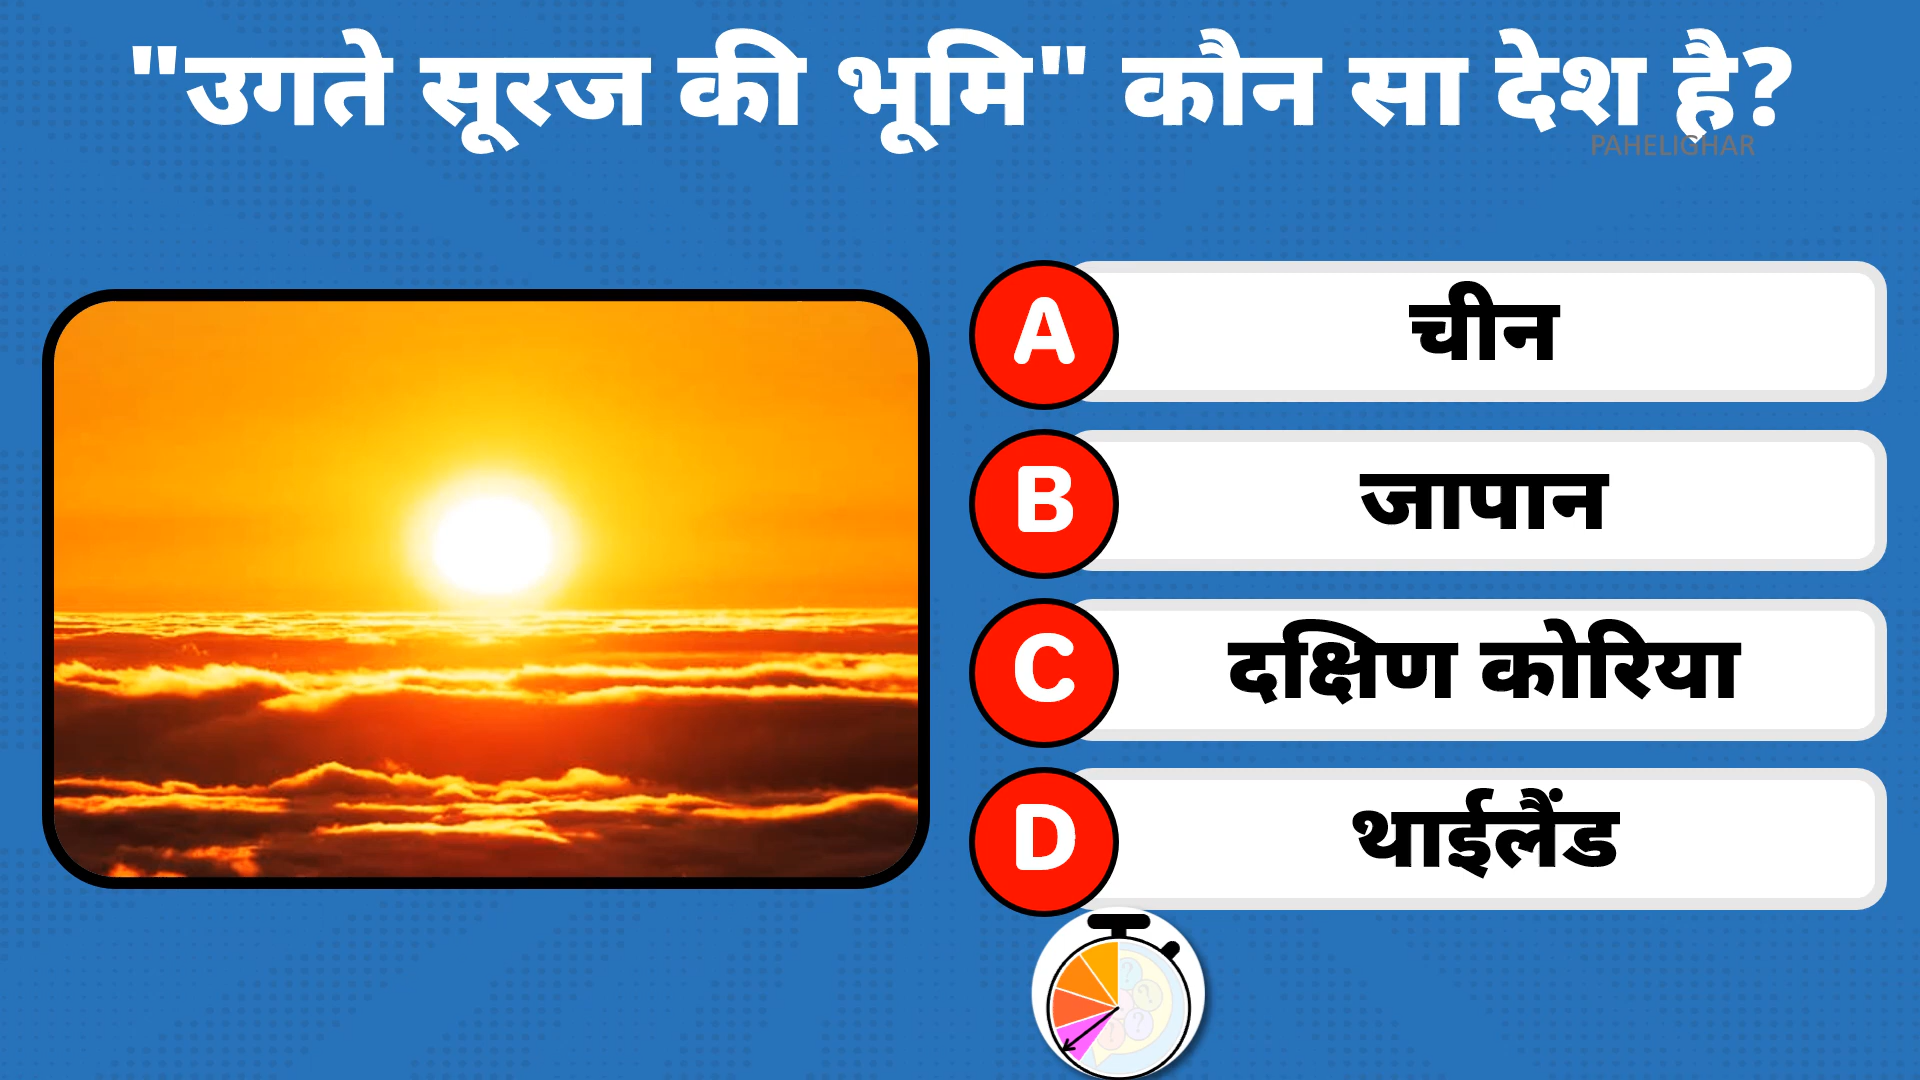 "उगते सूरज की भूमि" कौन सा देश है?
PAHELIGHAR
A चीन
B जापान
C दक्षिण कोरिया
D थाईलैंड